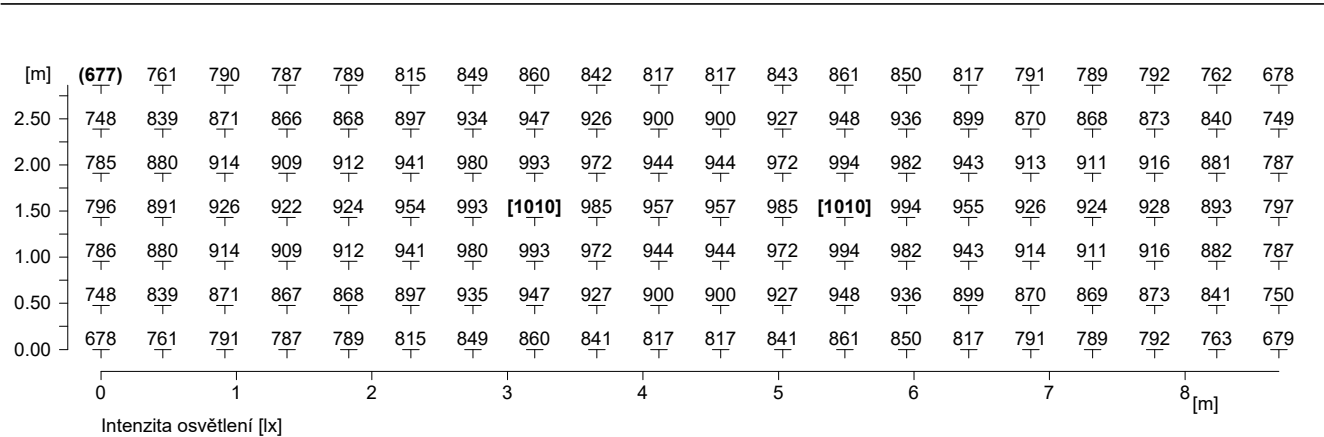 [m] (677) 761 790 787 789 815 849 860 842 817 817 843 861 850 817 791 789 792 762 678
2.50 748 839 871 866 868 897 934 947 926 900 900 927 948 936 899 870 868 873 840 749
2.00 785 880 914 909 912 941 980 993 972 944 944 972 994 982 943 913 911 916 881 787
1.50 796 891 926 922 924 954 993 [1010] 985 957 957 985 [1010] 994 955 926 924 928 893 797
1.00 786 880 914 909 912 941 980 993 972 944 944 972 994 982 943 914 911 916 882 787
0.50 748 839 871 867 868 897 935 947 927 900 900 927 948 936 899 870 869 873 841 750
0.00 678 761 791 787 789 815 849 860 841 817 817 841 861 850 817 791 789 792 763 679
0 1 2 3 4 5 6 7 8 [m]
Intenzita osvětlení [lx]